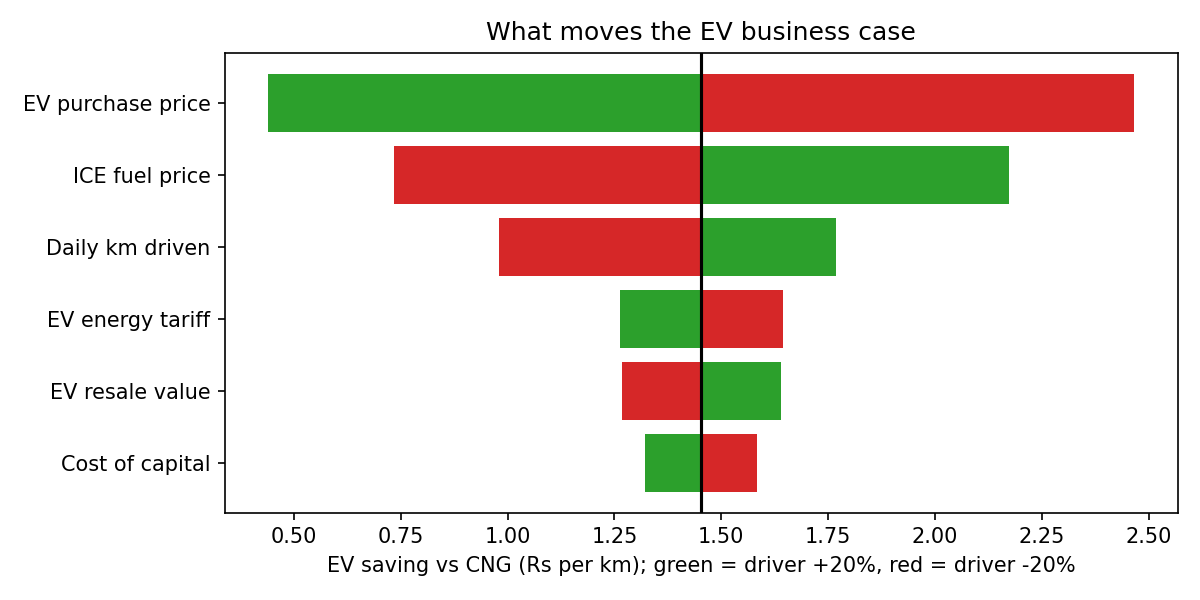 What moves the EV business case
EV purchase price
ICE fuel price
Daily km driven
EV energy tariff
EV resale value
Cost of capital
0.50 0.75 1.00 1.25 1.50 1.75 2.00 2.25 2.50
EV saving vs CNG (Rs per km); green = driver +20%, red = driver -20%